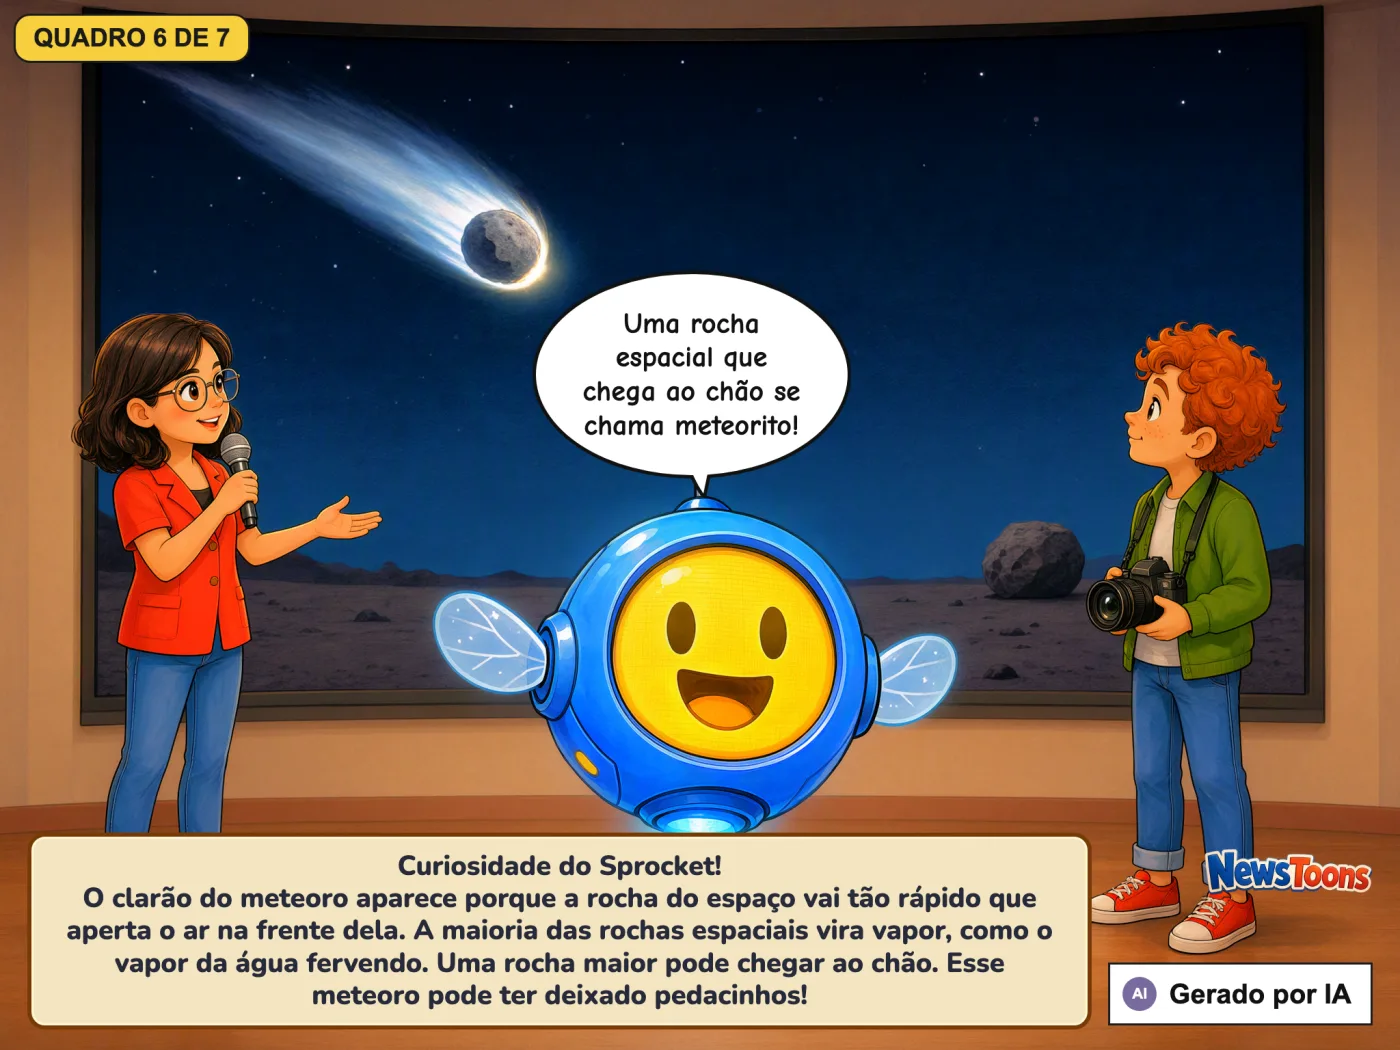 QUADRO 6 DE 7
Uma rocha
espacial que
chega ao chão se
chama meteorito!
Curiosidade do Sprocket!
O clarão do meteoro aparece porque a rocha do espaço vai tão rápido que
aperta o ar na frente dela. A maioria das rochas espaciais vira vapor, como o
vapor da água fervendo. Uma rocha maior pode chegar ao chão. Esse
meteoro pode ter deixado pedacinhos!
NewsToons
AI Gerado por IA